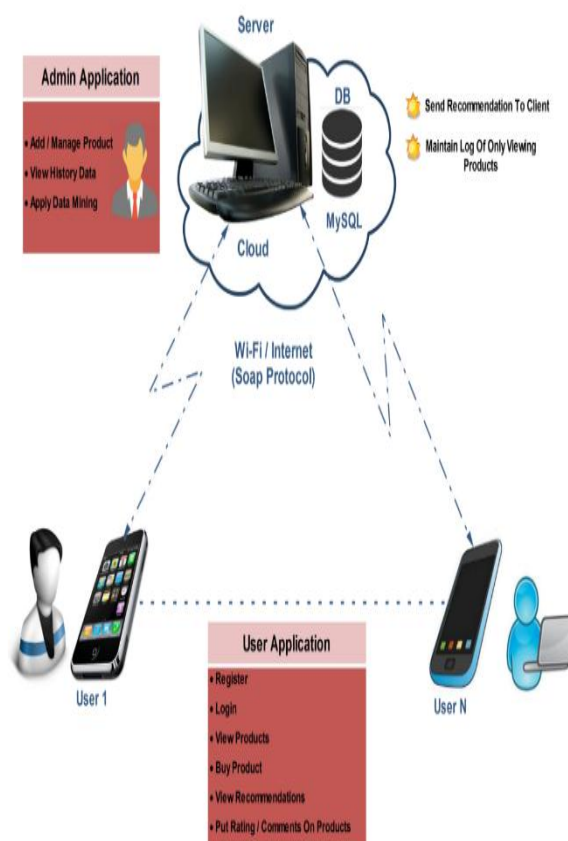 Server
Admin Application
• Add / Manage Product
• View History Data
• Apply Data Mining
DB
MySQL
Cloud
Send Recommendation To Client
Maintain Log Of Only Viewing
Products
Wi-Fi / Internet
(Soap Protocol)
User 1
User N
User Application
• Register
• Login
• View Products
• Buy Product
• View Recommendations
• Put Rating / Comments On Products